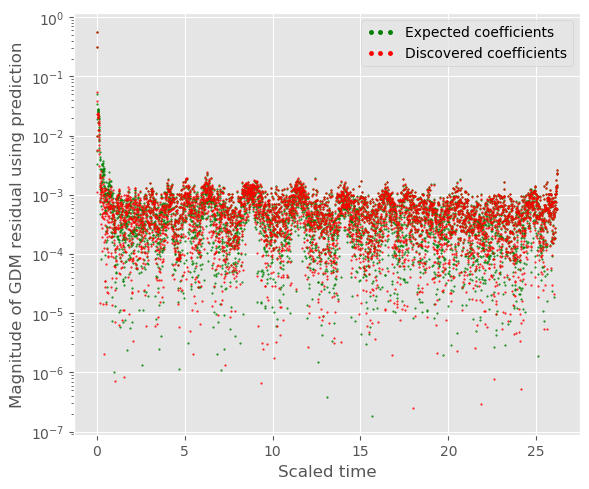 Expected coefficients
Discovered coefficients
Magnitude of GDM residual using prediction
10⁰
10⁻¹
10⁻²
10⁻³
10⁻⁴
10⁻⁵
10⁻⁶
10⁻⁷
0 5 10 15 20 25
Scaled time